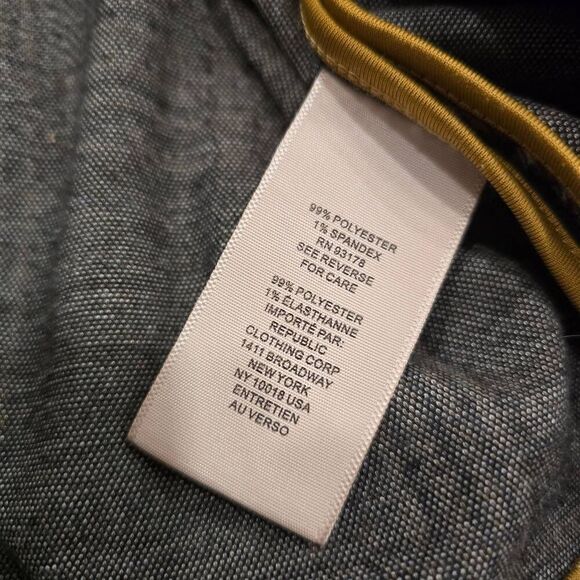 99% POLYESTER
1% SPANDEX
RN 93178
SEE REVERSE
FOR CARE
99% POLYESTER
1% ÉLASTHANNE
IMPORTÉ PAR:
REPUBLIC
CLOTHING CORP
1411 BROADWAY
NEW YORK
NY 10018 USA
ENTRETIEN
AU VERSO